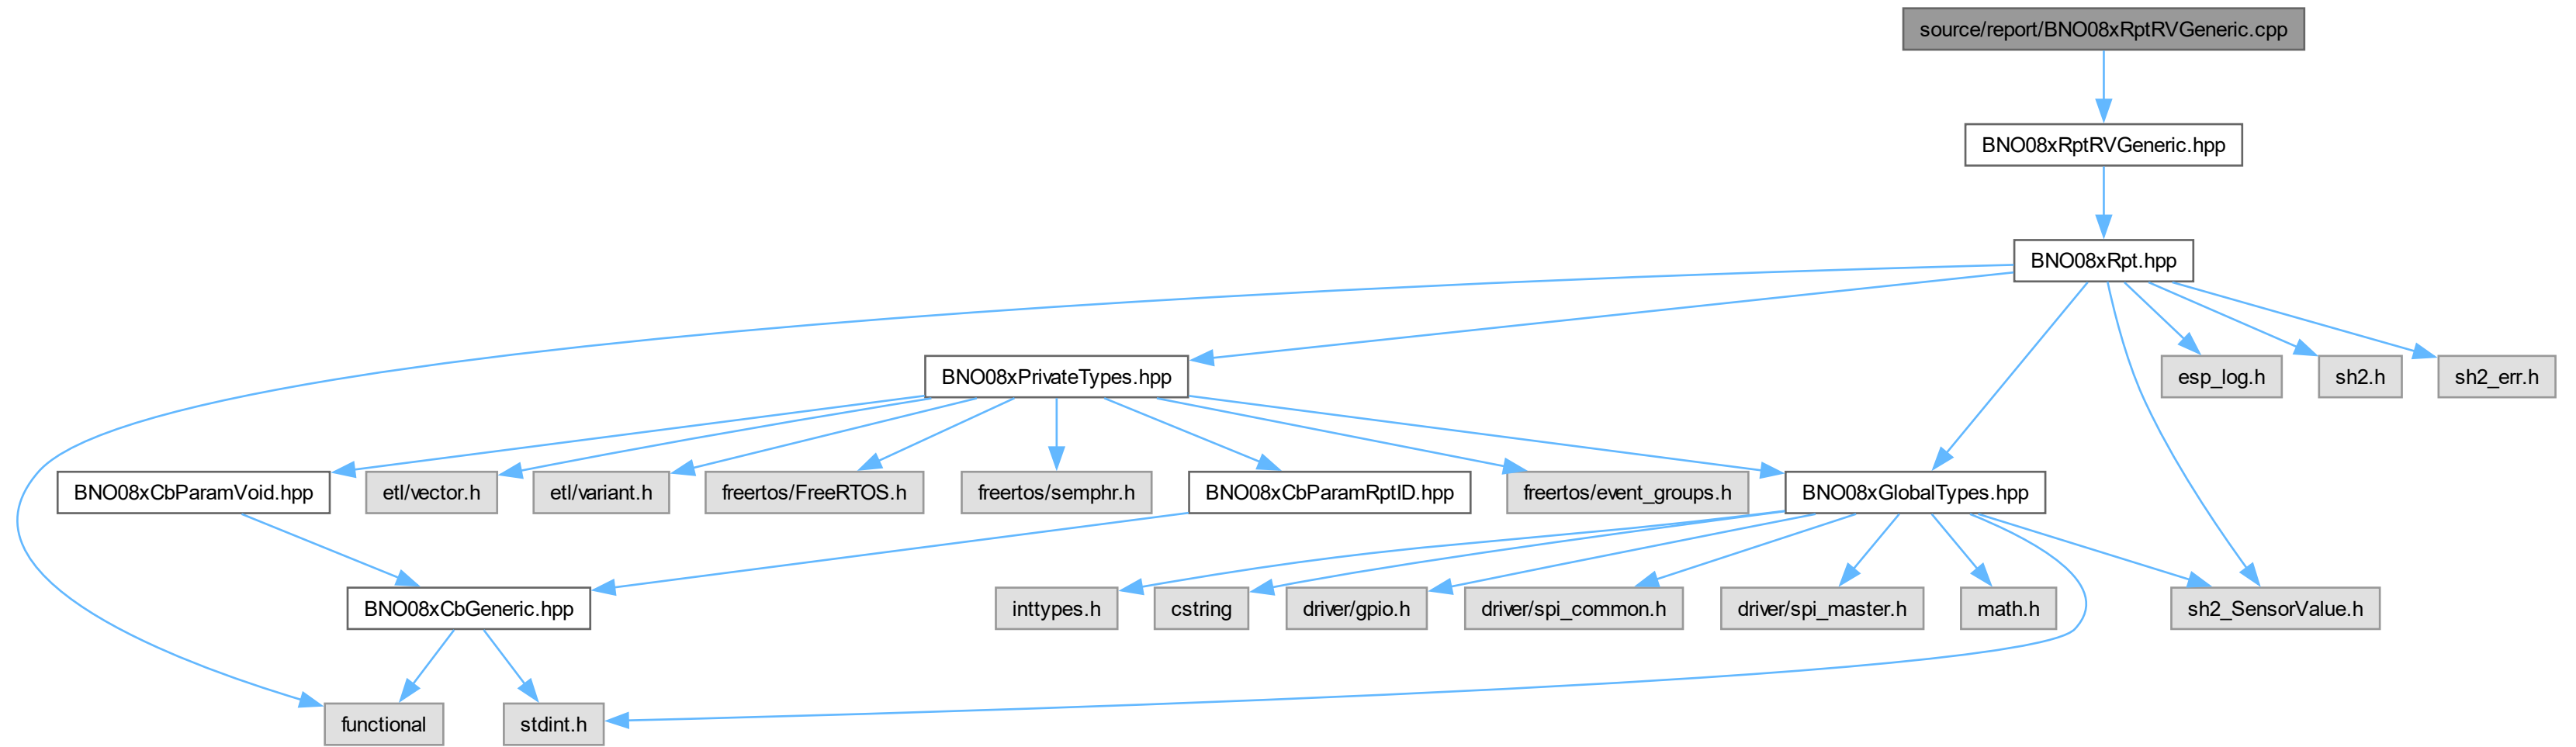 source/report/BNO08xRptRVGeneric.cpp
BNO08xRptRVGeneric.hpp
BNO08xRpt.hpp
BNO08xPrivateTypes.hpp
esp_log.h
sh2.h
sh2_err.h
BNO08xCbParamVoid.hpp
etl/vector.h
etl/variant.h
freertos/FreeRTOS.h
freertos/semphr.h
BNO08xCbParamRptID.hpp
freertos/event_groups.h
BNO08xGlobalTypes.hpp
BNO08xCbGeneric.hpp
inttypes.h
cstring
driver/gpio.h
driver/spi_common.h
driver/spi_master.h
math.h
sh2_SensorValue.h
functional
stdint.h